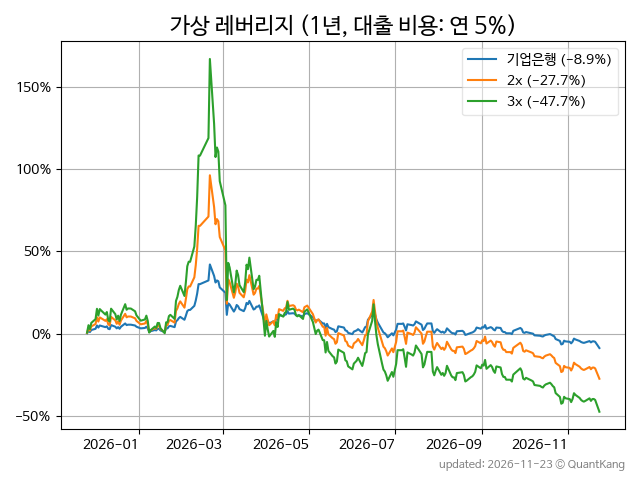 가상 레버리지 (1년, 대출 비용: 연 5%)
기업은행 (−8.9%)
2x (−27.7%)
3x (−47.7%)
150%
100%
50%
0%
−50%
2026-01 2026-03 2026-05 2026-07 2026-09 2026-11
updated: 2026-11-23 © QuantKang